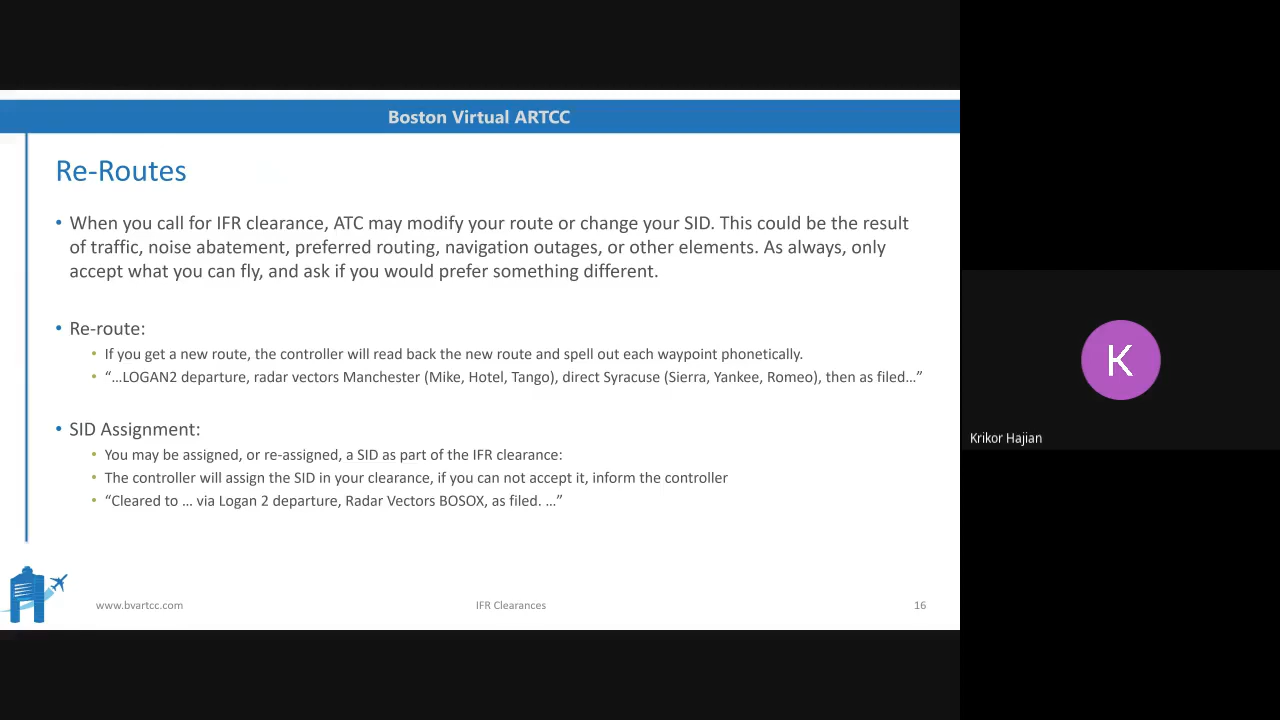 Boston Virtual ARTCC
Re-Routes
• When you call for IFR clearance, ATC may modify your route or change your SID. This could be the result
of traffic, noise abatement, preferred routing, navigation outages, or other elements. As always, only
accept what you can fly, and ask if you would prefer something different.
• Re-route:
• If you get a new route, the controller will read back the new route and spell out each waypoint phonetically.
• “…LOGAN2 departure, radar vectors Manchester (Mike, Hotel, Tango), direct Syracuse (Sierra, Yankee, Romeo), then as filed…”
• SID Assignment:
• You may be assigned, or re-assigned, a SID as part of the IFR clearance:
• The controller will assign the SID in your clearance, if you can not accept it, inform the controller
• “Cleared to … via Logan 2 departure, Radar Vectors BOSOX, as filed. …”
www.bvartcc.com
IFR Clearances
16
K
Krikor Hajian